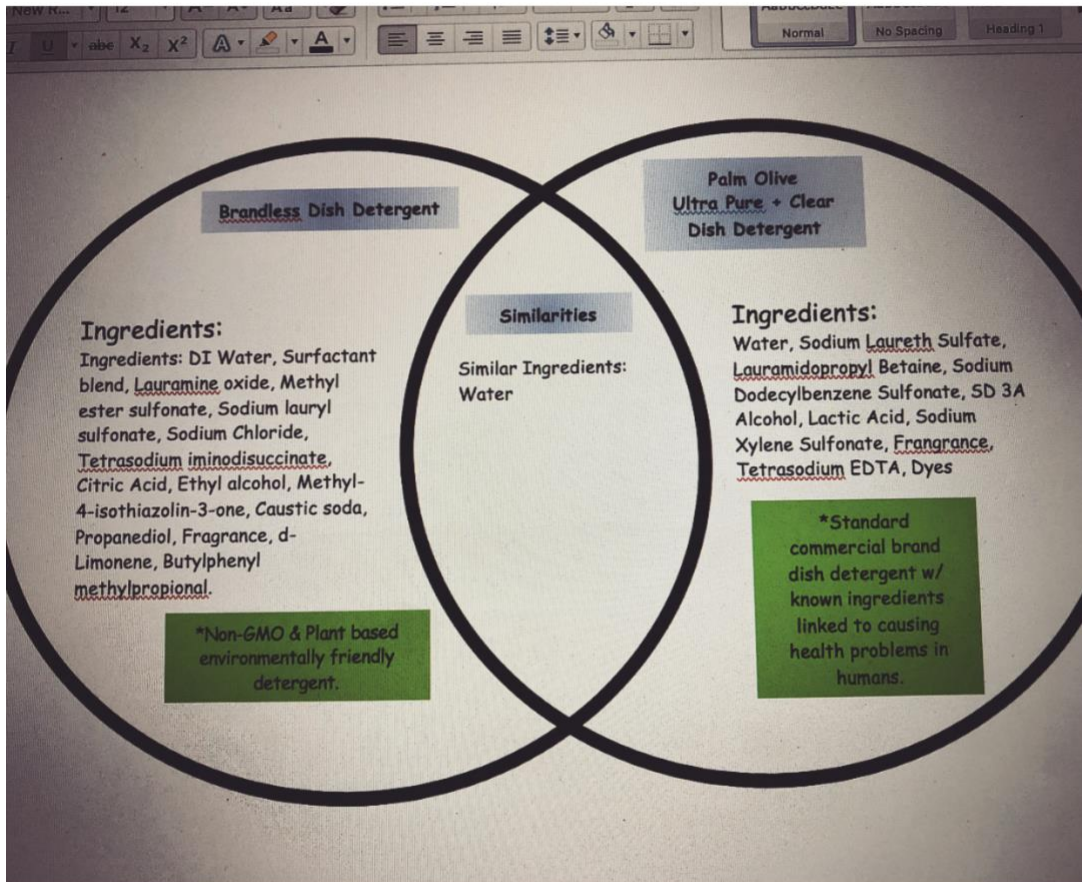 New R...
12
U
abc
X₂
X²
A
A
Normal
No Spacing
Heading 1
Brandless Dish Detergent
Ingredients:
Ingredients: DI Water, Surfactant
blend, Lauramine oxide, Methyl
ester sulfonate, Sodium lauryl
sulfonate, Sodium Chloride,
Tetrasodium iminodisuccinate,
Citric Acid, Ethyl alcohol, Methyl-
4-isothiazolin-3-one, Caustic soda,
Propanediol, Fragrance, d-
Limonene, Butylphenyl
methylpropional.
*Non-GMO & Plant based
environmentally friendly
detergent.
Similarities
Similar Ingredients:
Water
Palm Olive
Ultra Pure + Clear
Dish Detergent
Ingredients:
Water, Sodium Laureth Sulfate,
Lauramidopropyl Betaine, Sodium
Dodecylbenzene Sulfonate, SD 3A
Alcohol, Lactic Acid, Sodium
Xylene Sulfonate, Frangrance,
Tetrasodium EDTA, Dyes
*Standard
commercial brand
dish detergent w/
known ingredients
linked to causing
health problems in
humans.